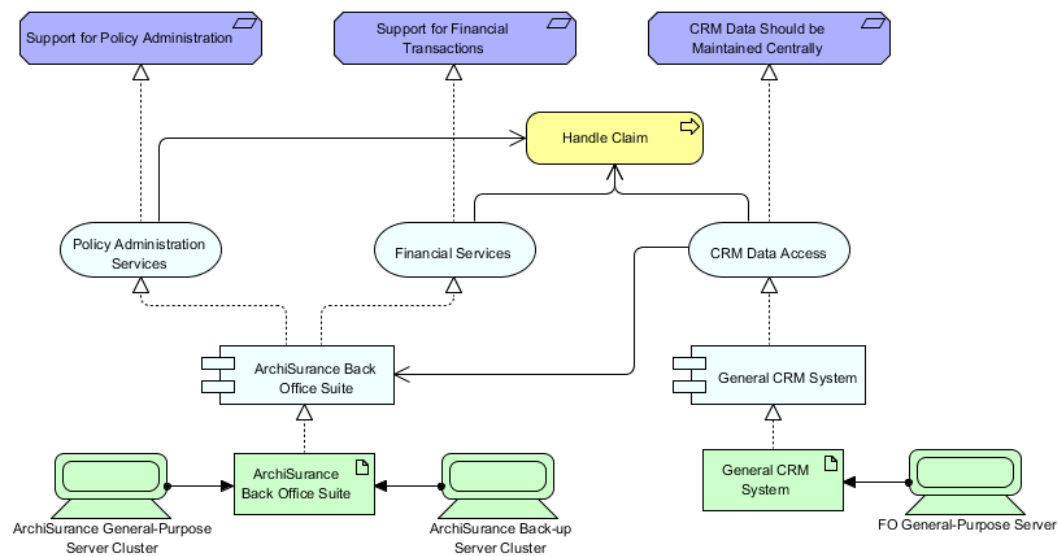 Support for Policy Administration
Support for Financial
Transactions
CRM Data Should be
Maintained Centrally
Handle Claim
Policy Administration
Services
Financial Services
CRM Data Access
ArchiSurance Back
Office Suite
General CRM System
ArchiSurance
Back Office Suite
General CRM
System
ArchiSurance General-Purpose
Server Cluster
ArchiSurance Back-up
Server Cluster
FO General-Purpose Server